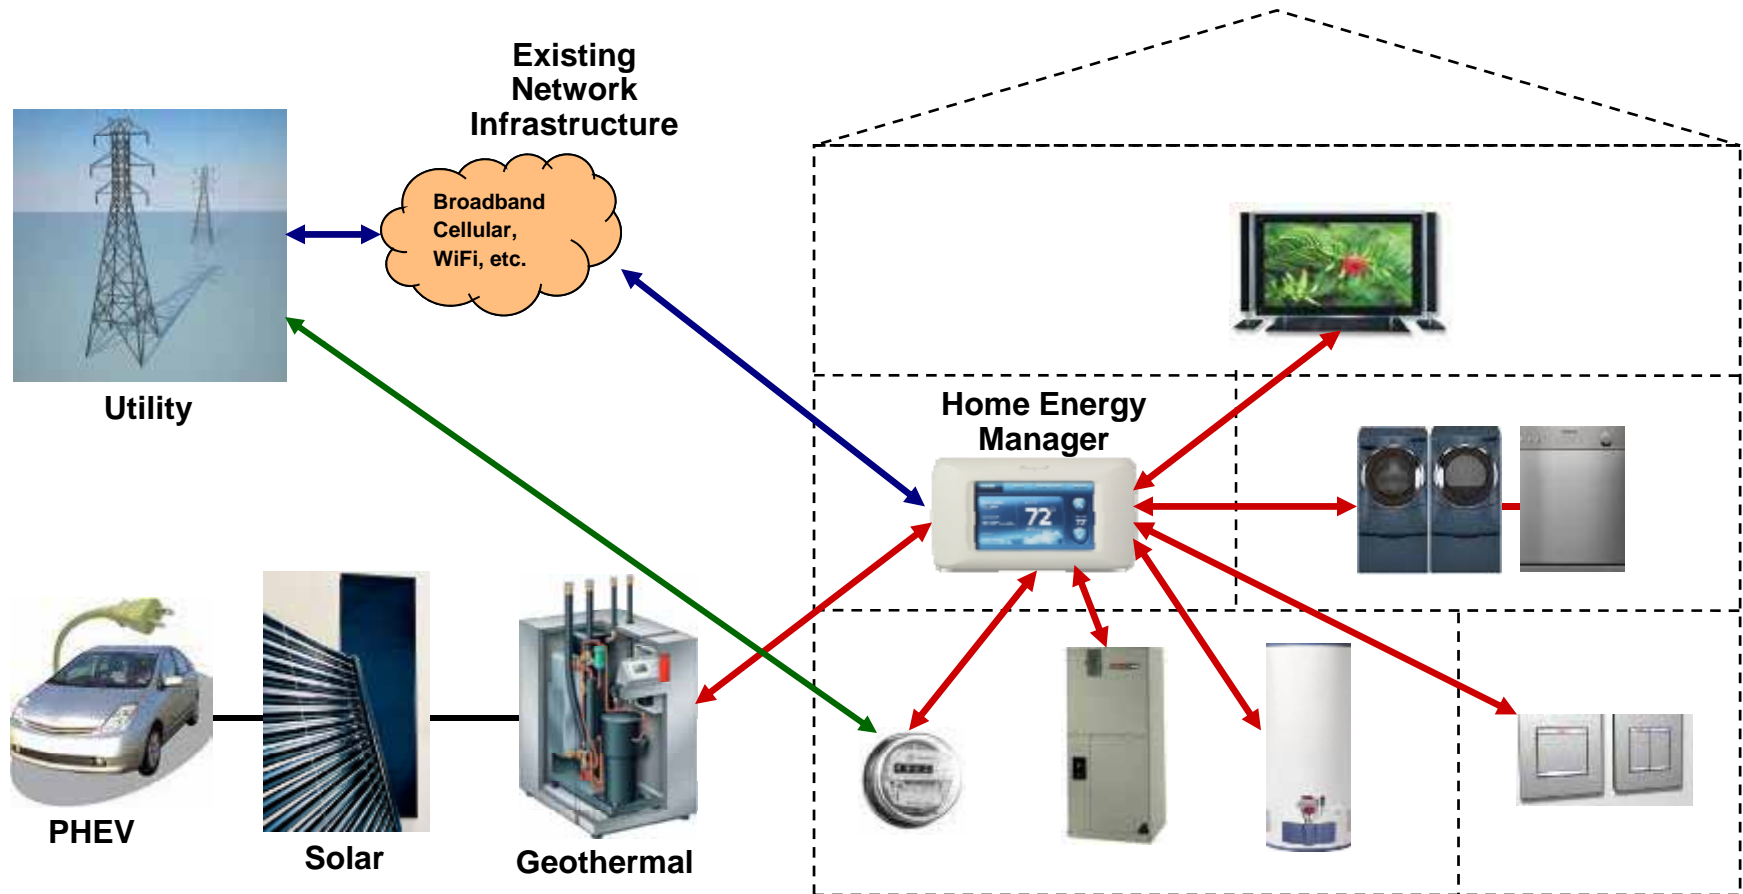 Existing
Network
Infrastructure
Broadband
Cellular,
WiFi, etc.
Utility
Home Energy
Manager
72
PHEV
Solar
Geothermal